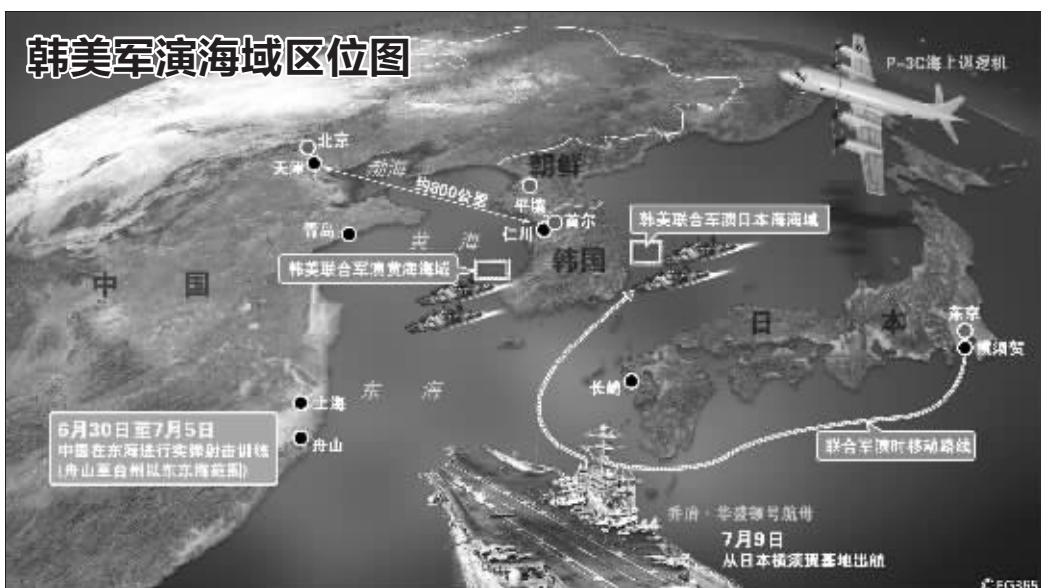 韩美军演海域区位图
P-3C海上训逻机
北京
天津
渤海
朝鲜
约800公里
平壤
首尔
仁川
青岛
黄 海
韩美联合军演日本海海域
韩美联合军演黄海海域
韩国
中 国
日 本
东京
横须贺
长崎
东 海
上海
舟山
6月30日至7月5日
中国在东海进行实弹射击训练
(舟山至台州以东东海范围)
联合军演时移动路线
乔治·华盛顿号航母
7月9日
从日本横须贺基地出航